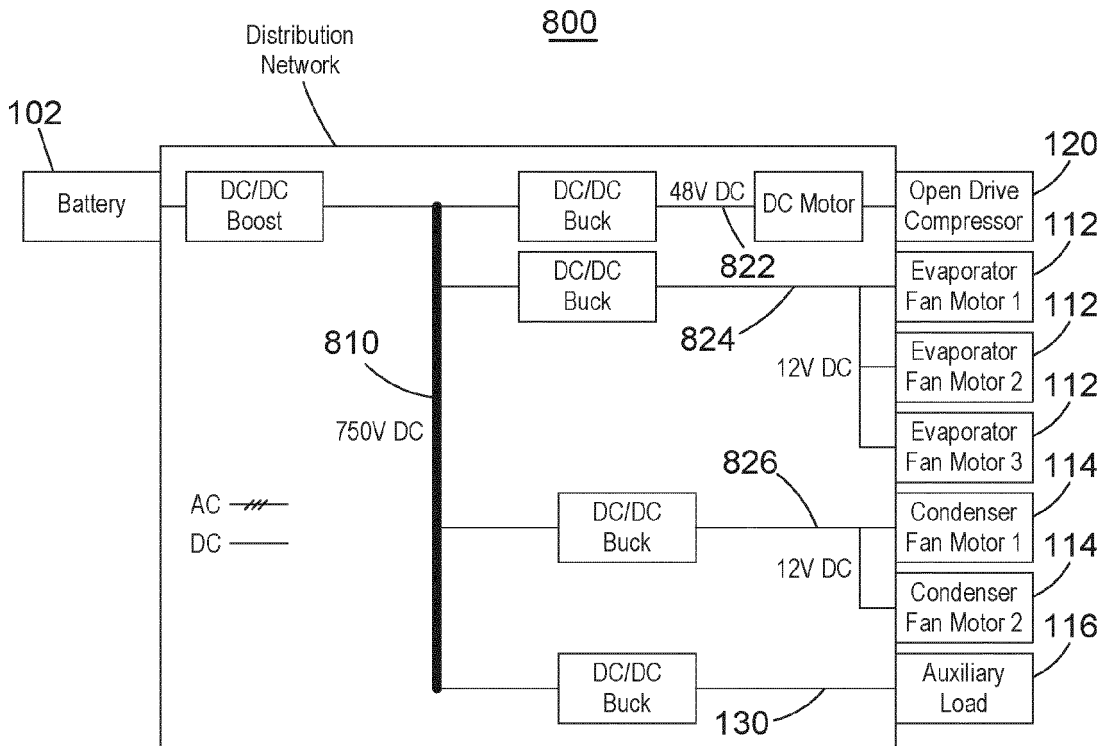 800
Distribution
Network
102
120
Battery
DC/DC
Boost
DC/DC
Buck
48V DC
DC Motor
Open Drive
Compressor
822
112
DC/DC
Buck
Evaporator
Fan Motor 1
824
112
810
12V DC
Evaporator
Fan Motor 2
112
750V DC
Evaporator
Fan Motor 3
826
114
AC
DC
DC/DC
Buck
Condenser
Fan Motor 1
12V DC
114
Condenser
Fan Motor 2
116
DC/DC
Buck
130
Auxiliary
Load